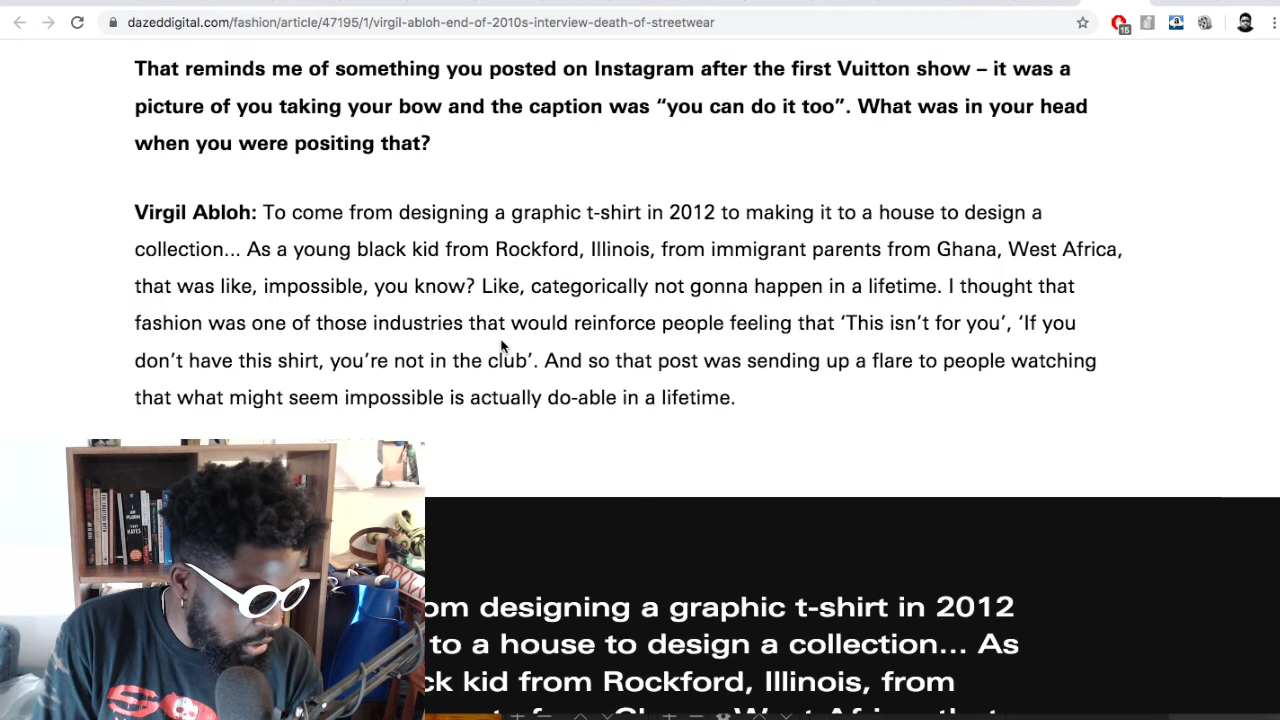 dazeddigital.com/fashion/article/47195/1/virgil-abloh-end-of-2010s-interview-death-of-streetwear
15
That reminds me of something you posted on Instagram after the first Vuitton show – it was a
picture of you taking your bow and the caption was “you can do it too”. What was in your head
when you were positing that?
Virgil Abloh: To come from designing a graphic t-shirt in 2012 to making it to a house to design a
collection... As a young black kid from Rockford, Illinois, from immigrant parents from Ghana, West Africa,
that was like, impossible, you know? Like, categorically not gonna happen in a lifetime. I thought that
fashion was one of those industries that would reinforce people feeling that ‘This isn’t for you’, ‘If you
don’t have this shirt, you’re not in the club’. And so that post was sending up a flare to people watching
that what might seem impossible is actually do-able in a lifetime.
I AM PILGRIM
TERRY HAYES
om designing a graphic t-shirt in 2012
to a house to design a collection... As
ck kid from Rockford, Illinois, from